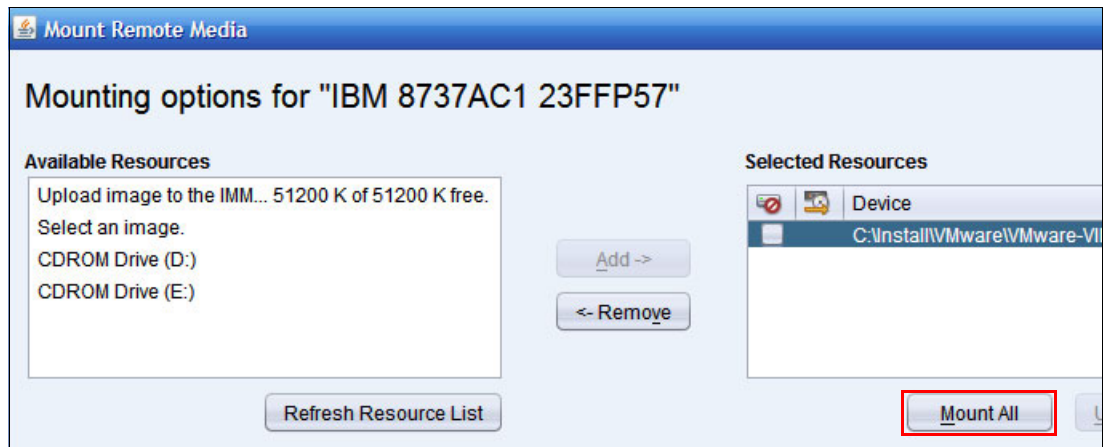 Mount Remote Media
Mounting options for "IBM 8737AC1 23FFP57"
Available Resources
Upload image to the IMM... 51200 K of 51200 K free.
Select an image.
CDROM Drive (D:)
CDROM Drive (E:)
Add ->
<- Remove
Refresh Resource List
Selected Resources
Device
C:\Install\VMware\VMware-VI
Mount All